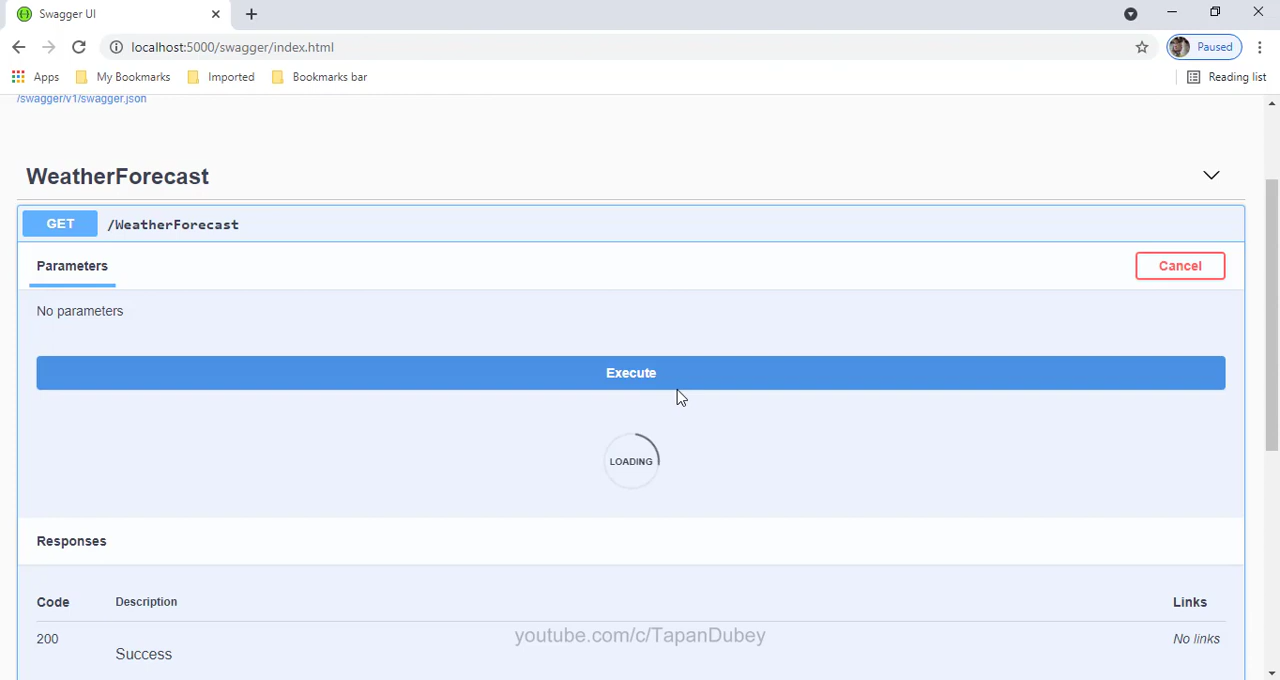 Swagger UI
localhost:5000/swagger/index.html
Paused
Apps
My Bookmarks
Imported
Bookmarks bar
Reading list
/swagger/v1/swagger.json
WeatherForecast
GET
/WeatherForecast
Parameters
Cancel
No parameters
Execute
LOADING
Responses
Code
Description
Links
200
Success
No links
youtube.com/c/TapanDubey